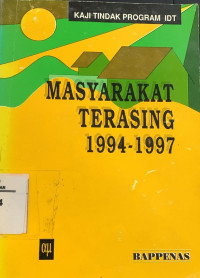 KAJI TINDAK PROGRAM IDT
MASYARAKAT
TERASING
1994-1997
BAPPENAS